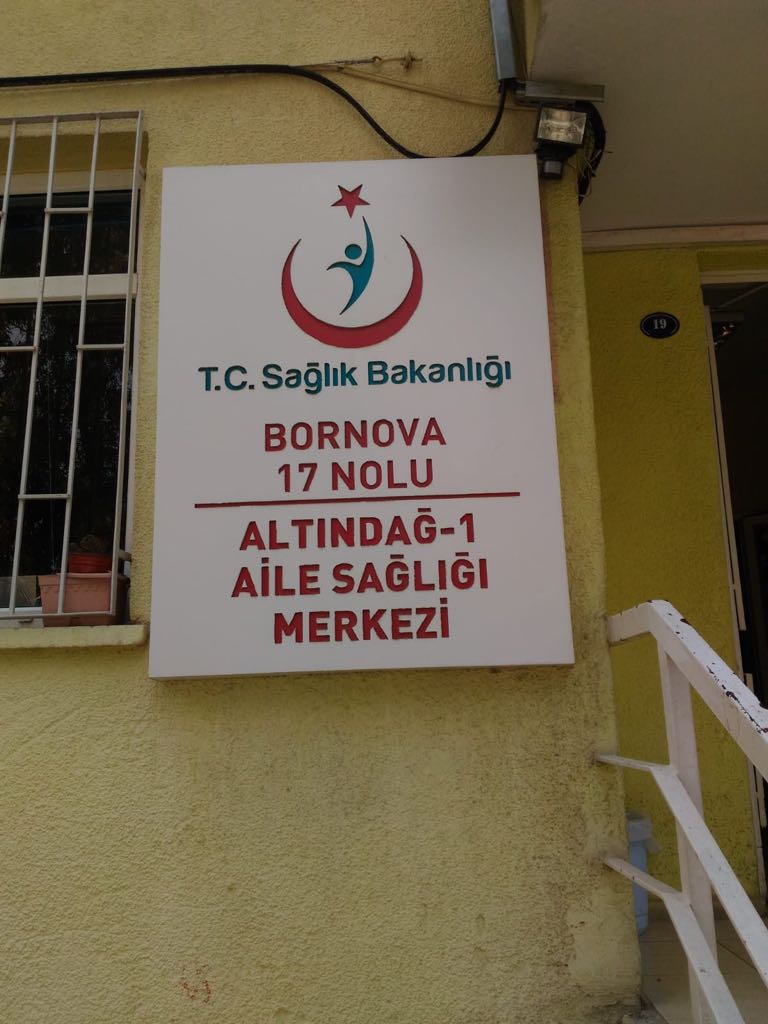 T.C. Sağlık Bakanlığı
BORNOVA
17 NOLU
ALTINDAĞ-1
AİLE SAĞLIĞI
MERKEZİ
19